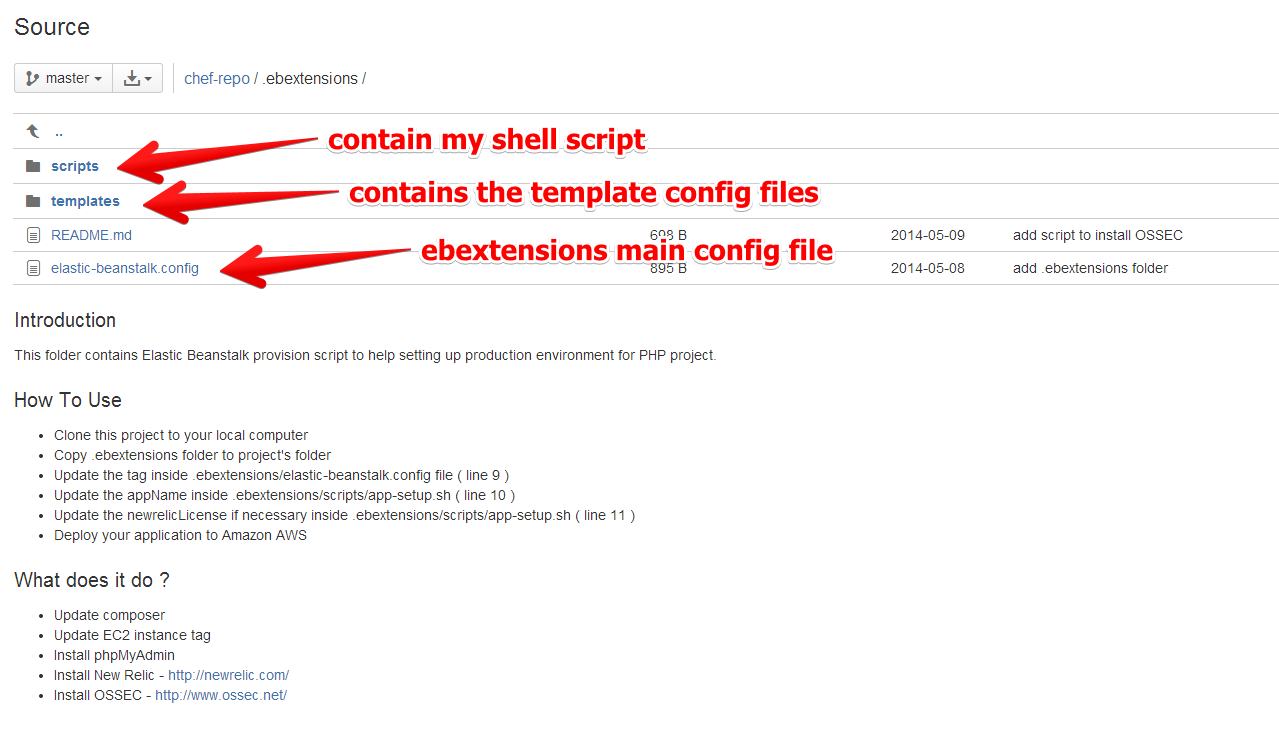 Source
master
chef-repo / .ebextensions /
..
contain my shell script
scripts
contains the template config files
templates
README.md 698 B 2014-05-09 add script to install OSSEC
ebextensions main config file
elastic-beanstalk.config 895 B 2014-05-08 add .ebextensions folder
Introduction
This folder contains Elastic Beanstalk provision script to help setting up production environment for PHP project.
How To Use
• Clone this project to your local computer
• Copy .ebextensions folder to project's folder
• Update the tag inside .ebextensions/elastic-beanstalk.config file ( line 9 )
• Update the appName inside .ebextensions/scripts/app-setup.sh ( line 10 )
• Update the newrelicLicense if necessary inside .ebextensions/scripts/app-setup.sh ( line 11 )
• Deploy your application to Amazon AWS
What does it do ?
• Update composer
• Update EC2 instance tag
• Install phpMyAdmin
• Install New Relic - http://newrelic.com/
• Install OSSEC - http://www.ossec.net/